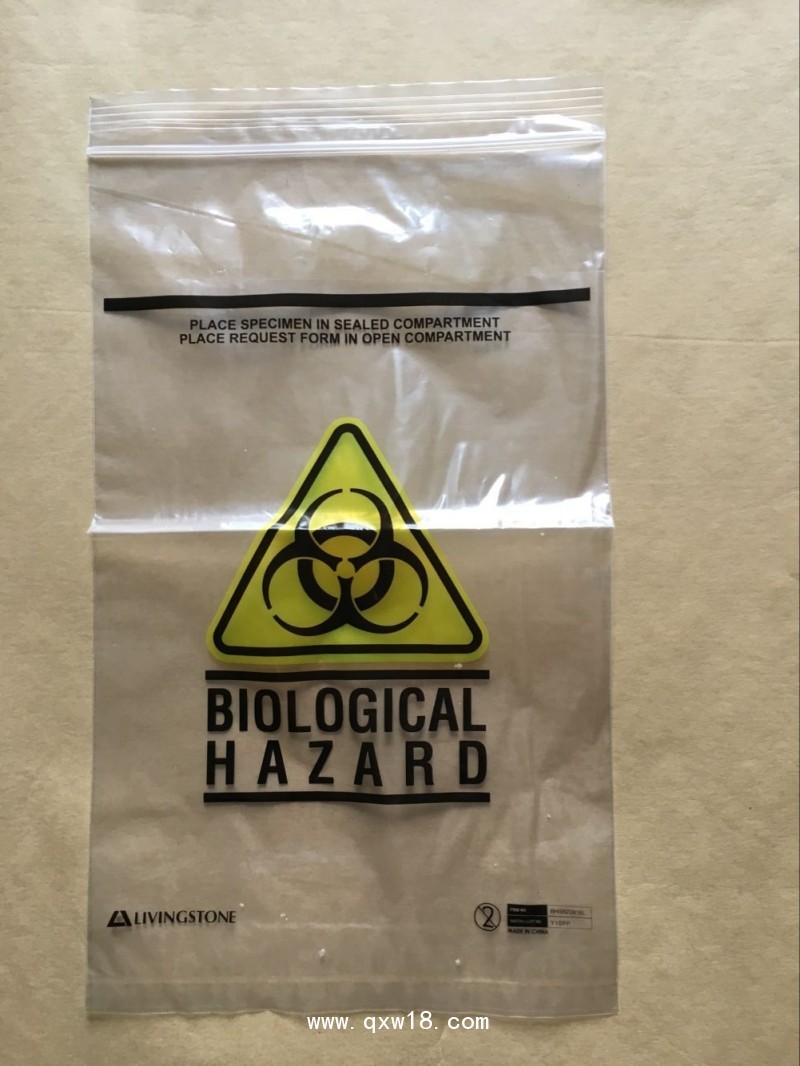 PLACE SPECIMEN IN SEALED COMPARTMENT
PLACE REQUEST FORM IN OPEN COMPARTMENT
BIOLOGICAL
HAZARD
LIVINGSTONE
2
MADE IN CHINA
www.qxw18.com